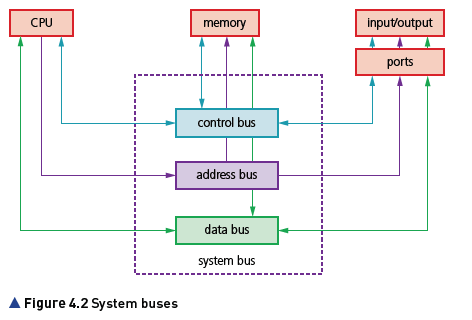 CPU
memory
input/output
ports
control bus
address bus
data bus
system bus
▲ Figure 4.2 System buses